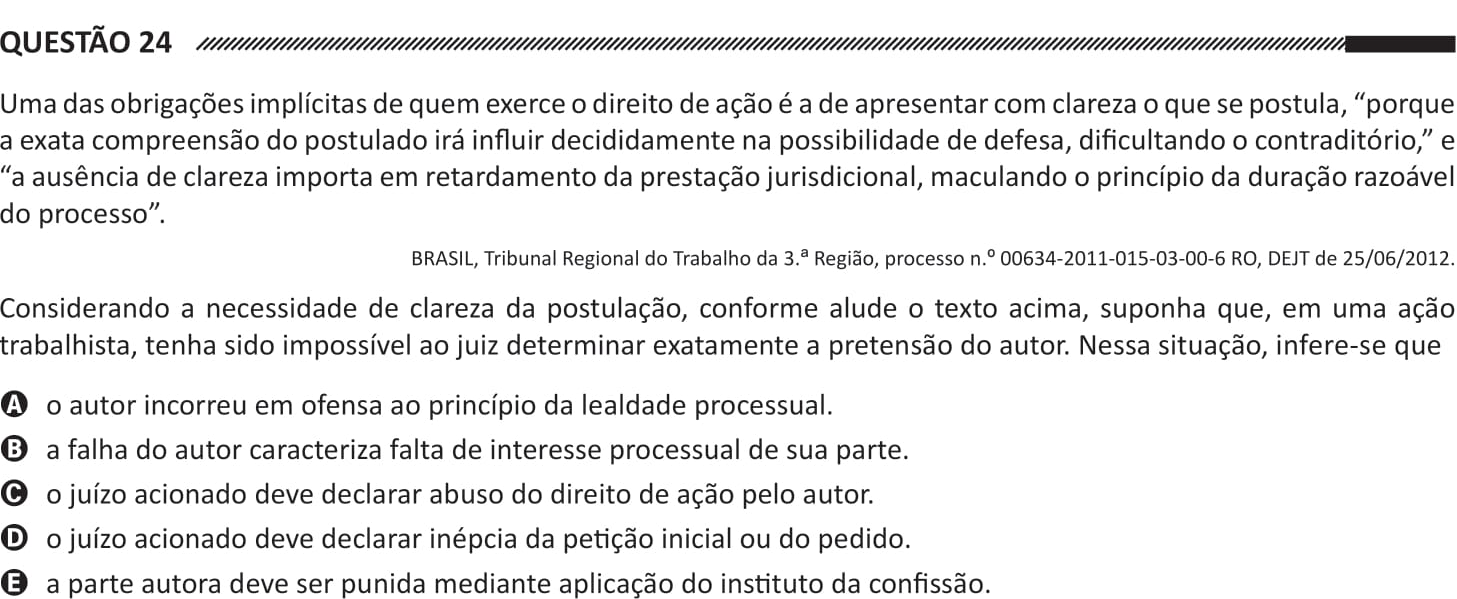 QUESTÃO 24
Uma das obrigações implícitas de quem exerce o direito de ação é a de apresentar com clareza o que se postula, “porque
a exata compreensão do postulado irá influir decididamente na possibilidade de defesa, dificultando o contraditório,” e
“a ausência de clareza importa em retardamento da prestação jurisdicional, maculando o princípio da duração razoável
do processo”.
BRASIL, Tribunal Regional do Trabalho da 3.ª Região, processo n.º 00634-2011-015-03-00-6 RO, DEJT de 25/06/2012.
Considerando a necessidade de clareza da postulação, conforme alude o texto acima, suponha que, em uma ação
trabalhista, tenha sido impossível ao juiz determinar exatamente a pretensão do autor. Nessa situação, infere-se que
A o autor incorreu em ofensa ao princípio da lealdade processual.
B a falha do autor caracteriza falta de interesse processual de sua parte.
C o juízo acionado deve declarar abuso do direito de ação pelo autor.
D o juízo acionado deve declarar inépcia da petição inicial ou do pedido.
E a parte autora deve ser punida mediante aplicação do instituto da confissão.